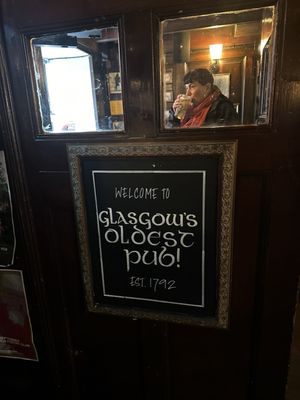 WELCOME TO
GLASGOW'S
OLDEST
PUB!
EST. 1792